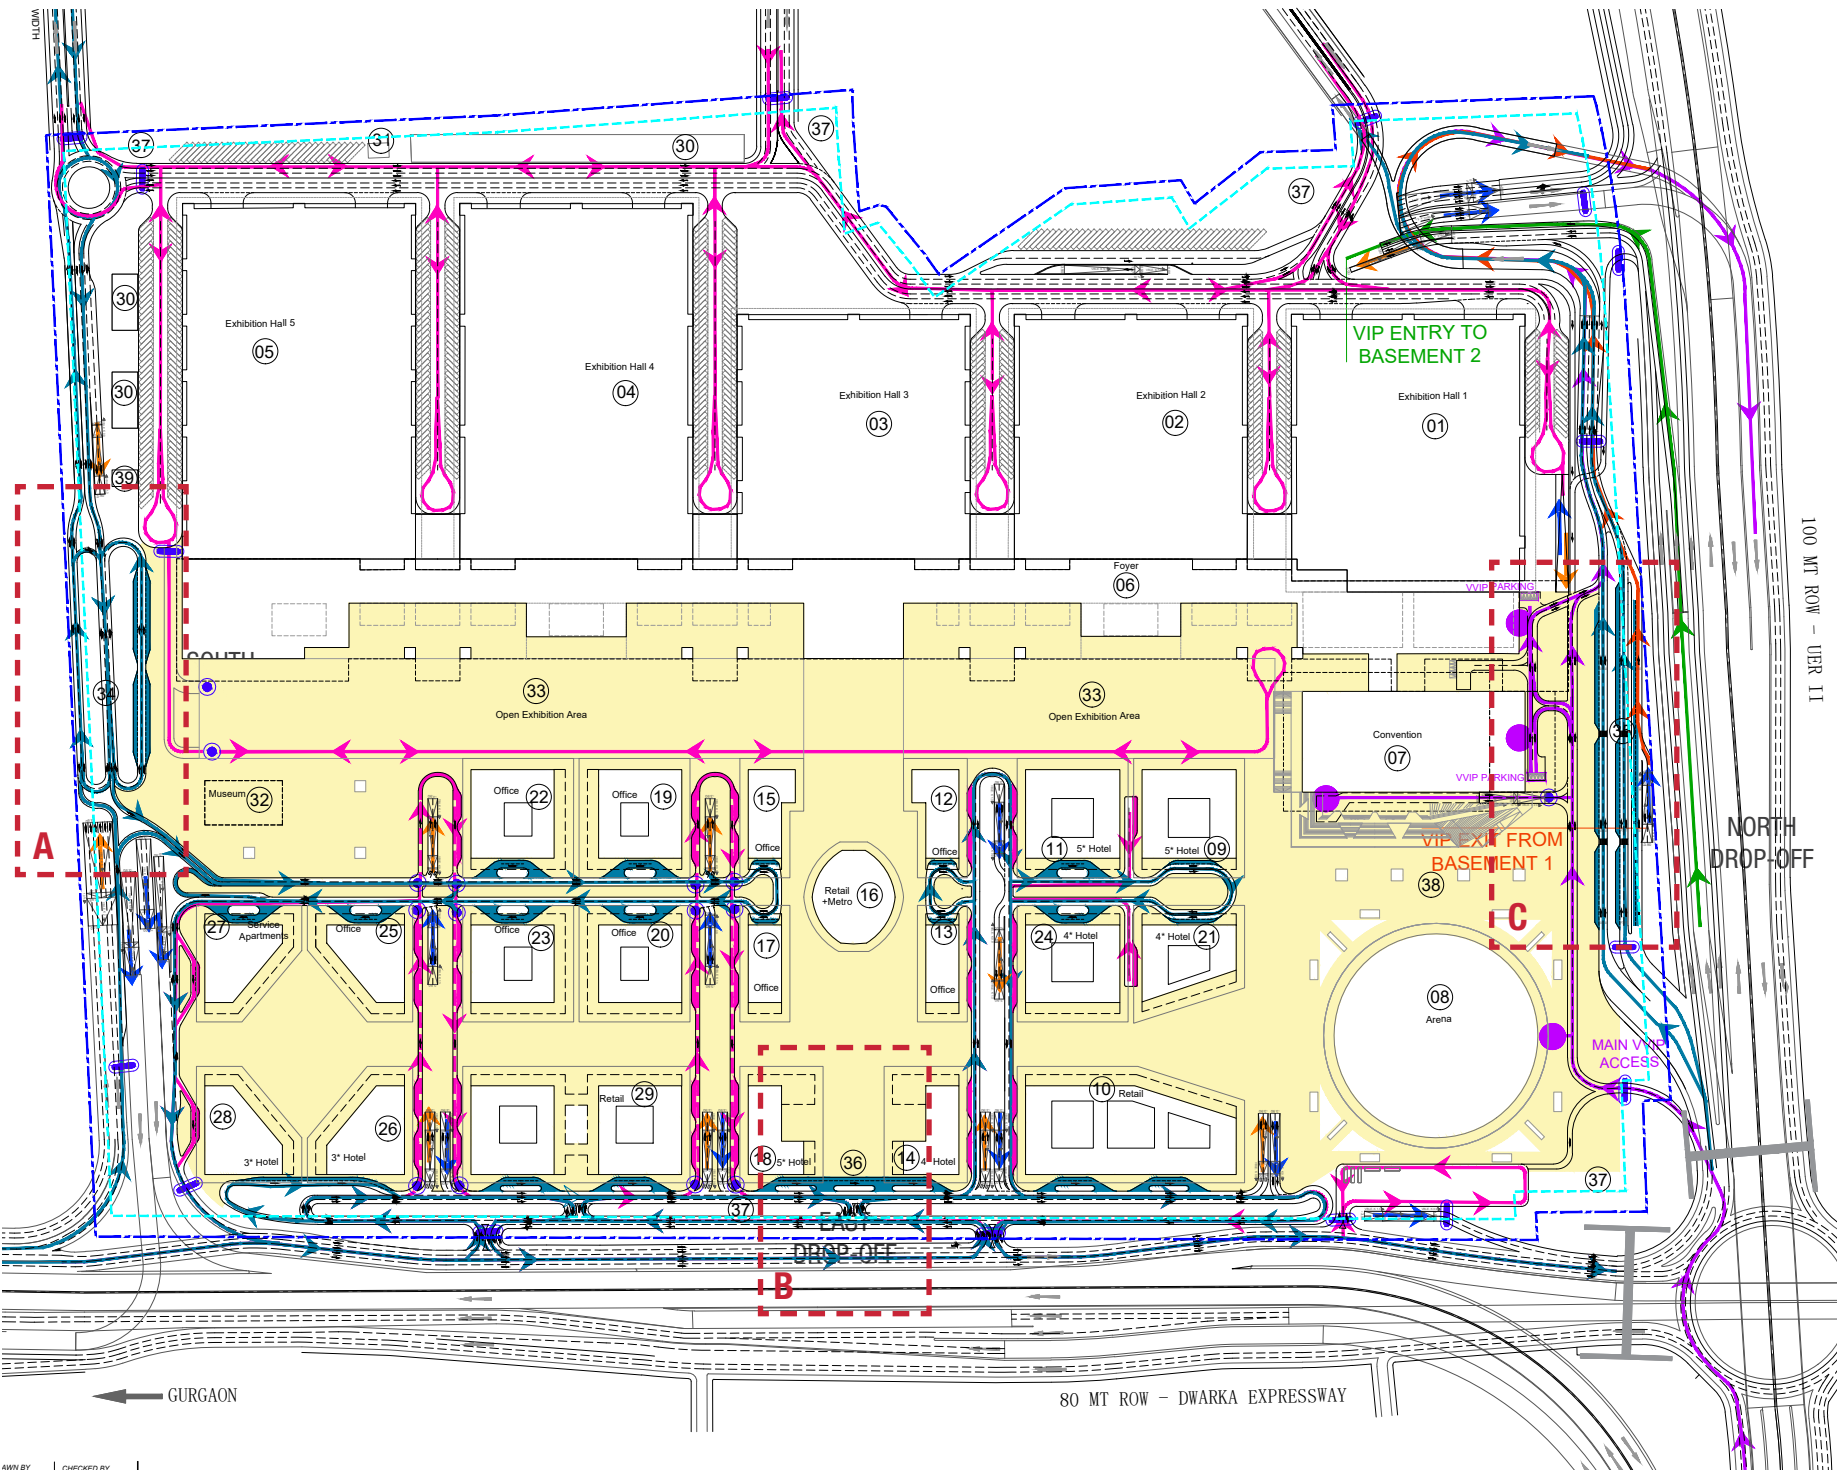 WIDTH
37
31
30
37
37
30
Exhibition Hall 5
05
Exhibition Hall 4
04
Exhibition Hall 3
03
Exhibition Hall 2
02
Exhibition Hall 1
01
VIP ENTRY TO
BASEMENT 2
30
39
100 MT ROW - UER II
Foyer
06
VVIP PARKING
SOUTH
34
33
Open Exhibition Area
33
Open Exhibition Area
Convention
07
VVIP PARKING
Museum
32
A
Office
22
Office
19
15
Office
12
Office
11
5* Hotel
5* Hotel
09
VIP EXIT FROM
BASEMENT 1
38
NORTH
DROP-OFF
C
Retail
+Metro
16
27
Service
Apartments
Office
25
Office
23
Office
20
17
Office
13
Office
24
4* Hotel
4* Hotel
21
08
Arena
MAIN VVIP
ACCESS
28
3* Hotel
26
3* Hotel
Retail
29
10
Retail
18
5* Hotel
36
14
4* Hotel
37
37
EAST
DROP-OFF
B
GURGAON
80 MT ROW - DWARKA EXPRESSWAY
AWN BY
CHECKED BY